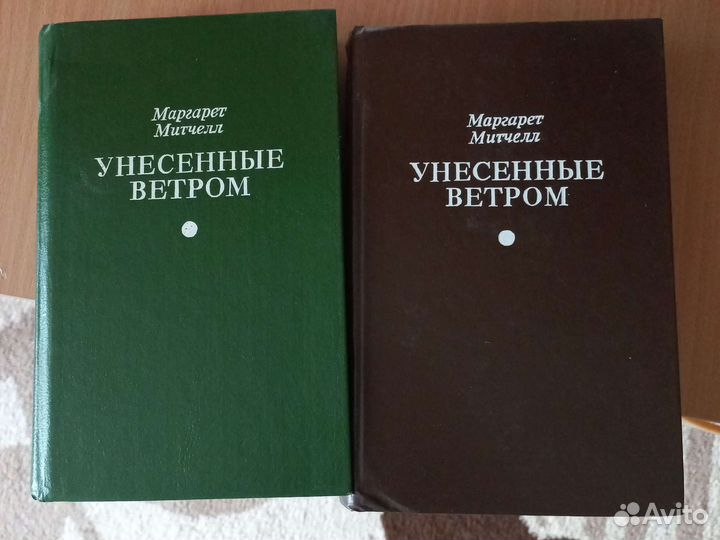 Маргарет
Митчелл
УНЕСЕННЫЕ
ВЕТРОМ
Маргарет
Митчелл
УНЕСЕННЫЕ
ВЕТРОМ
Avito